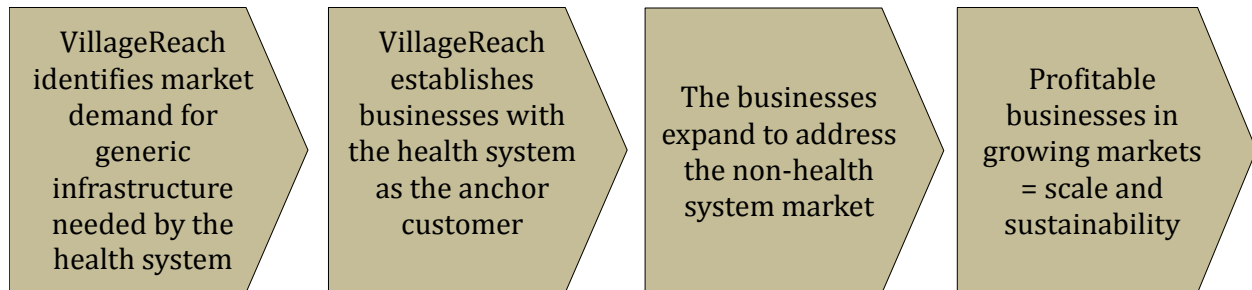 VillageReach
identifies market
demand for
generic
infrastructure
needed by the
health system
VillageReach
establishes
businesses with
the health system
as the anchor
customer
The businesses
expand to address
the non-health
system market
Profitable
businesses in
growing markets
= scale and
sustainability